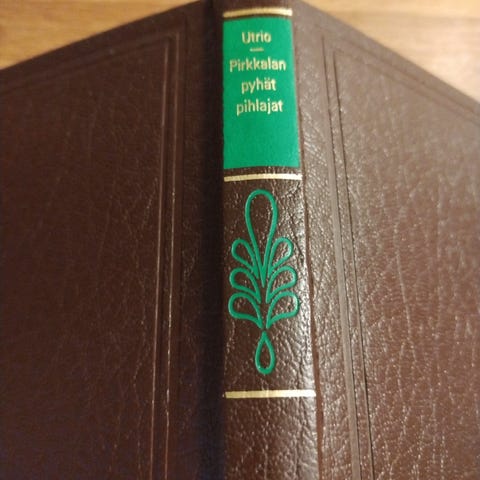 Utrio
Pirkkalan
pyhät
pihlajat